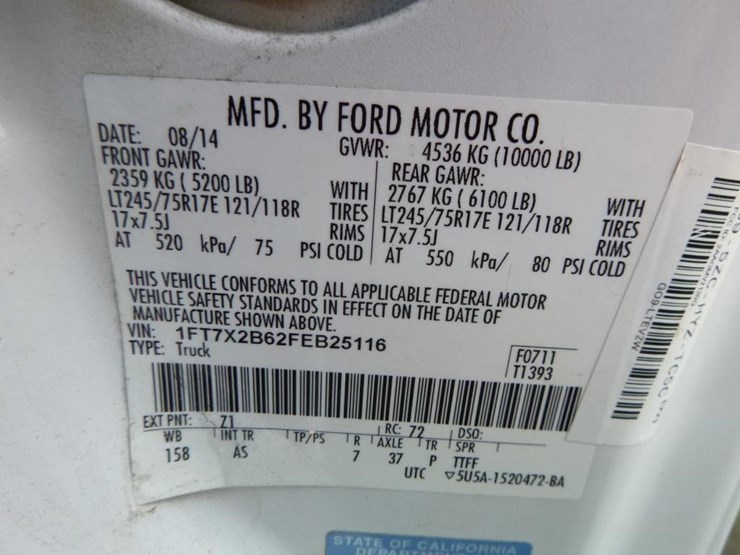 MFD. BY FORD MOTOR CO.
DATE: 08/14 GVWR: 4536 KG (10000 LB)
FRONT GAWR: REAR GAWR:
2359 KG ( 5200 LB) WITH 2767 KG ( 6100 LB) WITH
LT245/75R17E 121/118R TIRES LT245/75R17E 121/118R TIRES
17x7.5J RIMS 17x7.5J RIMS
AT 520 kPa/ 75 PSI COLD AT 550 kPa/ 80 PSI COLD
THIS VEHICLE CONFORMS TO ALL APPLICABLE FEDERAL MOTOR
VEHICLE SAFETY STANDARDS IN EFFECT ON THE DATE OF
MANUFACTURE SHOWN ABOVE.
VIN: 1FT7X2B62FEB25116
TYPE: Truck
F0711
T1393
EXT PNT: Z1 RC: 72 DSO:
WB INT TR TP/PS R AXLE TR SPR
158 AS 7 37 P TTFF
UTC ▽5U5A-1520472-BA
G09LTEVZW
STATE OF CALIFORNIA